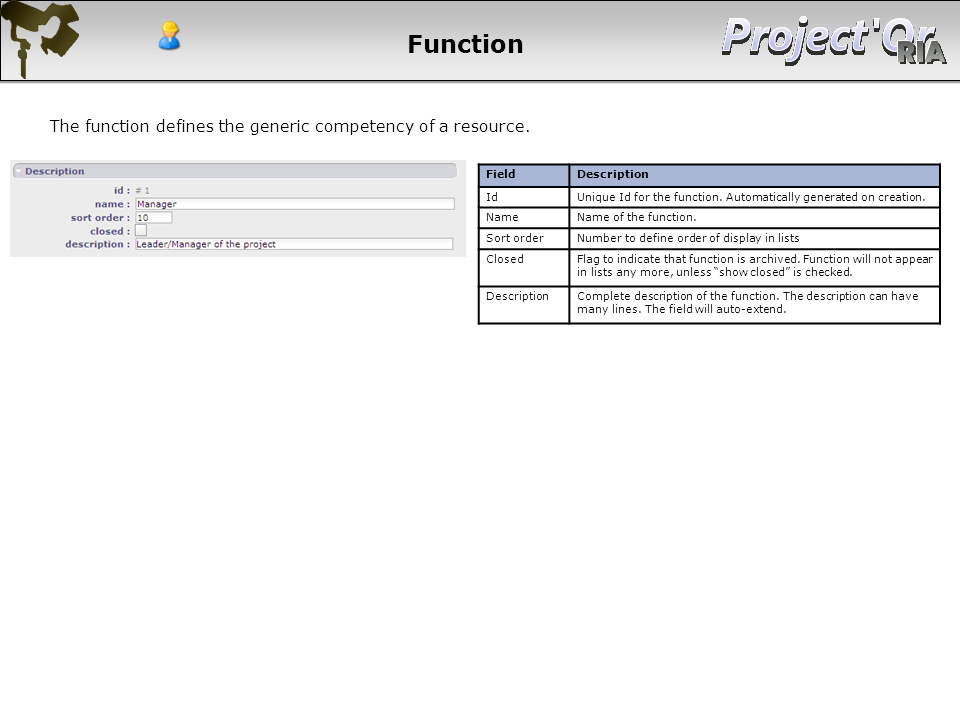 Function
Project'Or
RIA
The function defines the generic competency of a resource.
Description
id : # 1
name : Manager
sort order : 10
closed :
description : Leader/Manager of the project
Field Description
Id Unique Id for the function. Automatically generated on creation.
Name Name of the function.
Sort order Number to define order of display in lists
Closed Flag to indicate that function is archived. Function will not appear
in lists any more, unless “show closed” is checked.
Description Complete description of the function. The description can have
many lines. The field will auto-extend.